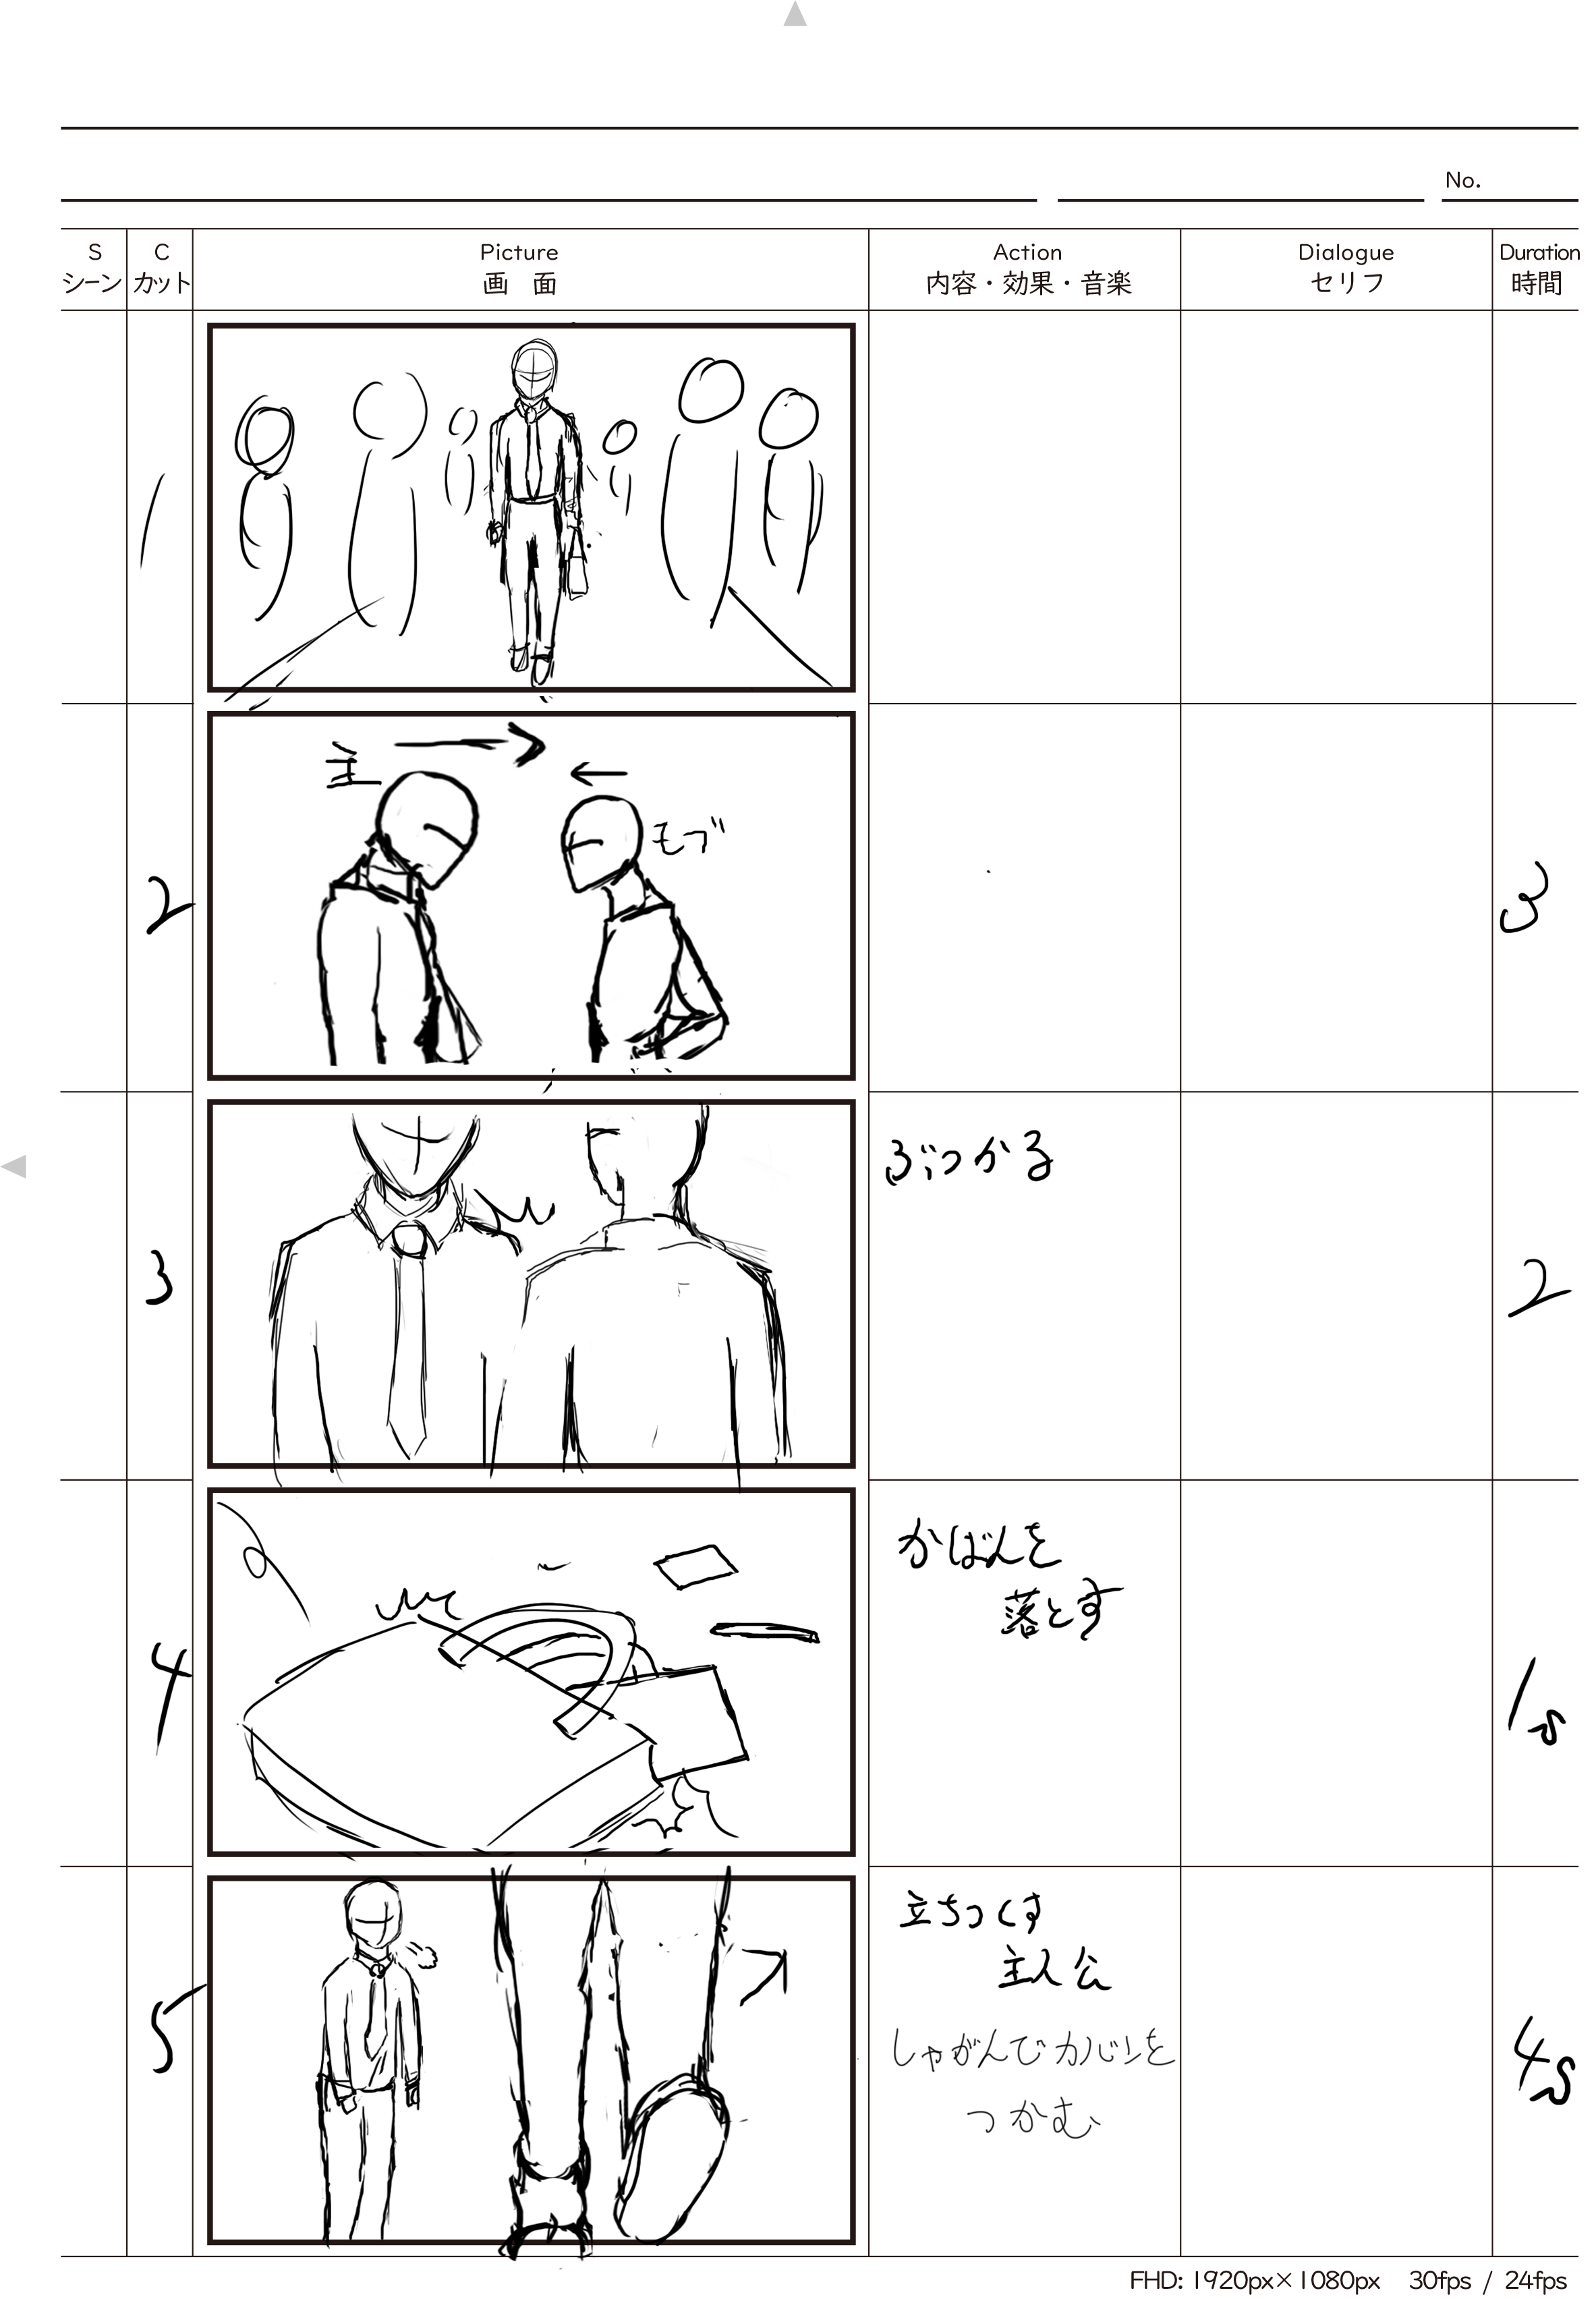 No.
S C Picture Action Dialogue Duration
シーン カット 画 面 内容・効果・音楽 セリフ 時間
1
主
モブ
2
3
ぶつかる
3
2
かばんを
落とす
4
1s
立ちつくす
主人公
しゃがんでカバンを
つかむ
5
4s
FHD: 1920px×1080px 30fps / 24fps